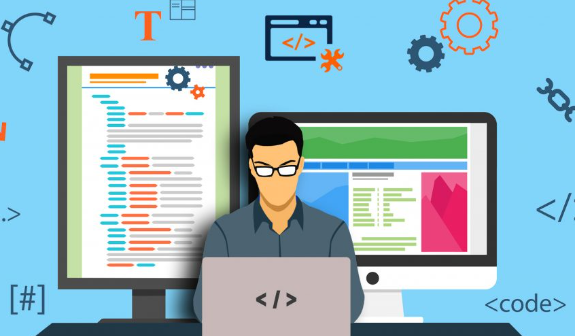 T
</>
.>
</>
</
[#]
<code>